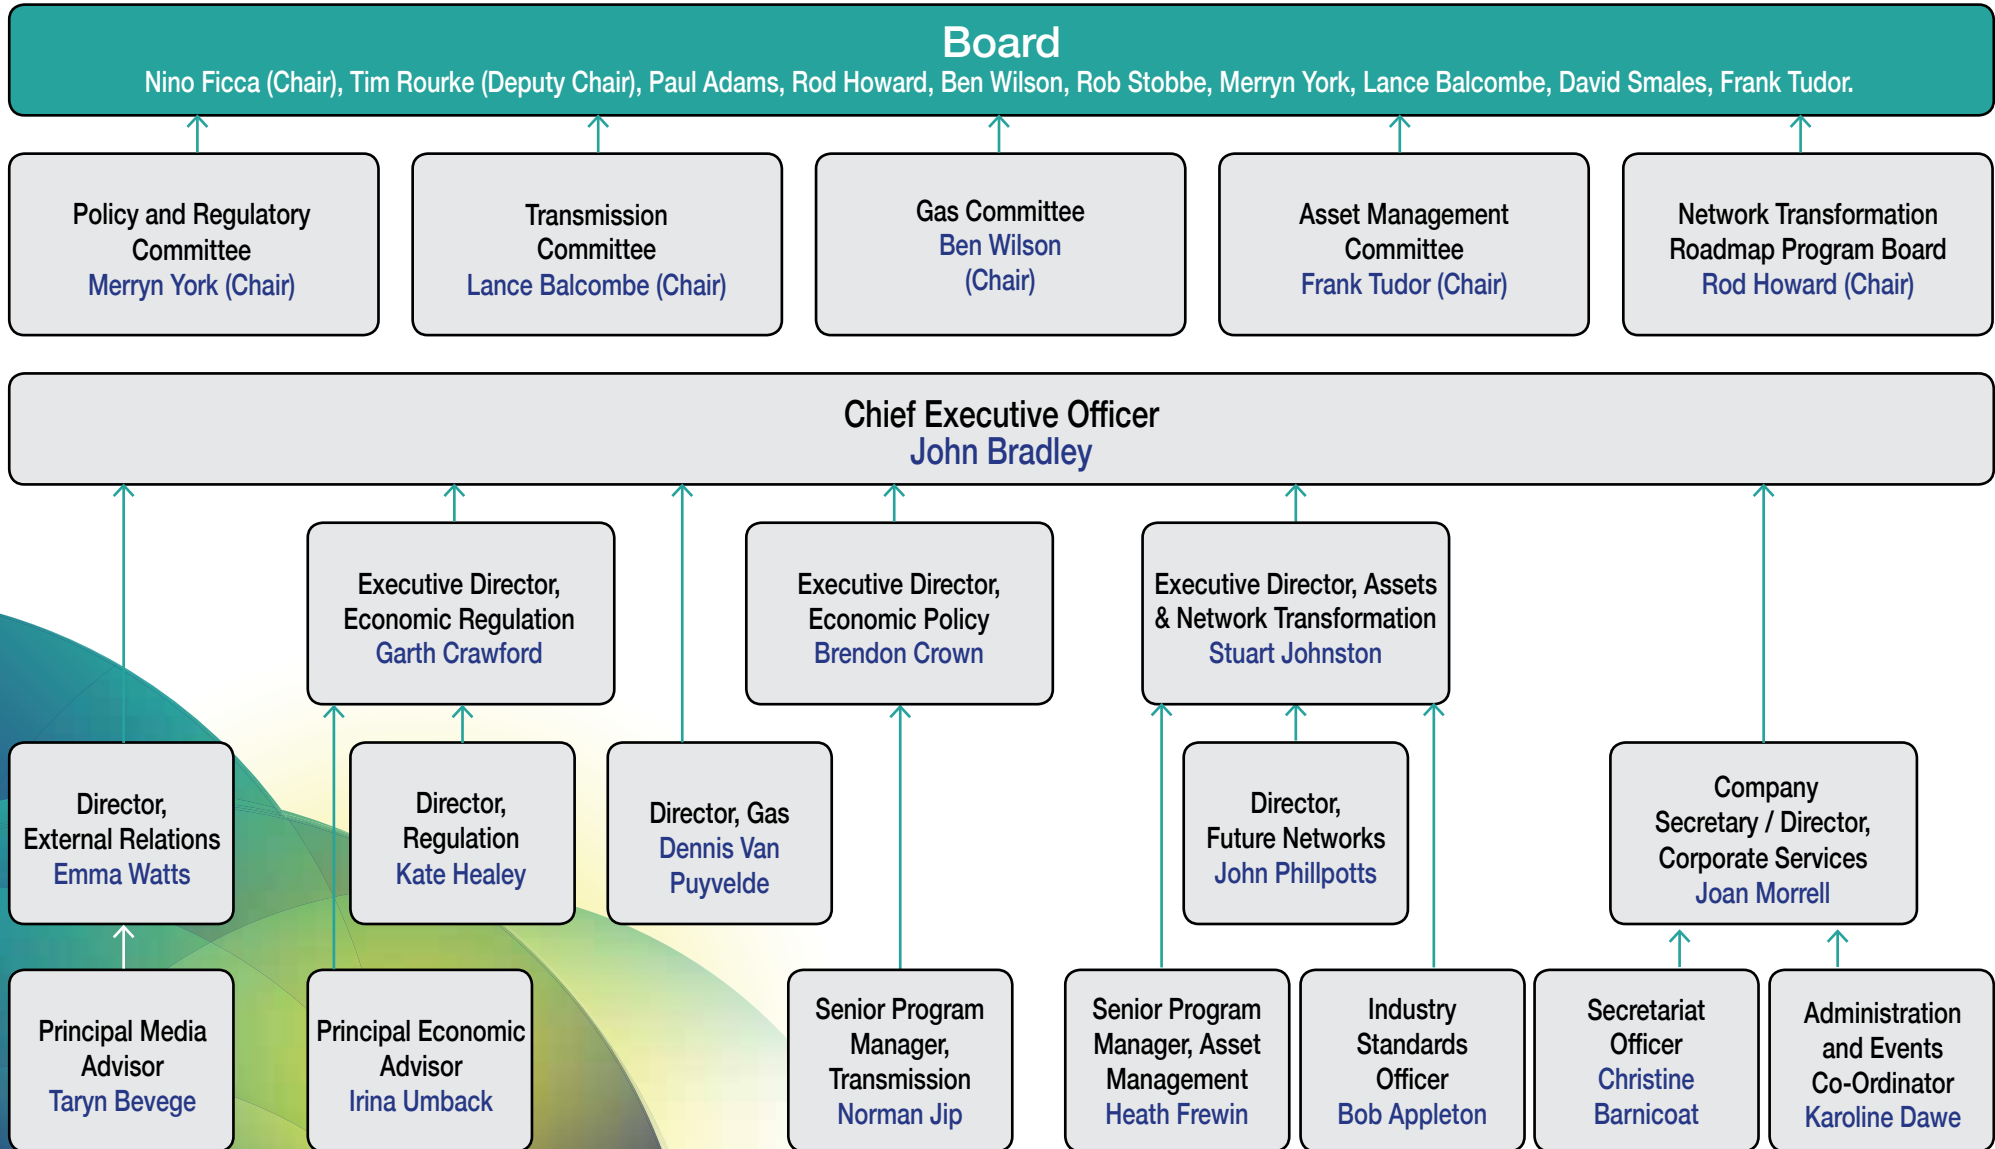 Board
Nino Ficca (Chair), Tim Rourke (Deputy Chair), Paul Adams, Rod Howard, Ben Wilson, Rob Stobbe, Merryn York, Lance Balcombe, David Smales, Frank Tudor.
Policy and Regulatory
Committee
Merryn York (Chair)
Transmission
Committee
Lance Balcombe (Chair)
Gas Committee
Ben Wilson
(Chair)
Asset Management
Committee
Frank Tudor (Chair)
Network Transformation
Roadmap Program Board
Rod Howard (Chair)
Chief Executive Officer
John Bradley
Executive Director,
Economic Regulation
Garth Crawford
Executive Director,
Economic Policy
Brendon Crown
Executive Director, Assets
& Network Transformation
Stuart Johnston
Director,
External Relations
Emma Watts
Director,
Regulation
Kate Healey
Director, Gas
Dennis Van
Puyvelde
Director,
Future Networks
John Phillpotts
Company
Secretary / Director,
Corporate Services
Joan Morrell
Principal Media
Advisor
Taryn Bevege
Principal Economic
Advisor
Irina Umback
Senior Program
Manager,
Transmission
Norman Jip
Senior Program
Manager, Asset
Management
Heath Frewin
Industry
Standards
Officer
Bob Appleton
Secretariat
Officer
Christine
Barnicoat
Administration
and Events
Co-Ordinator
Karoline Dawe